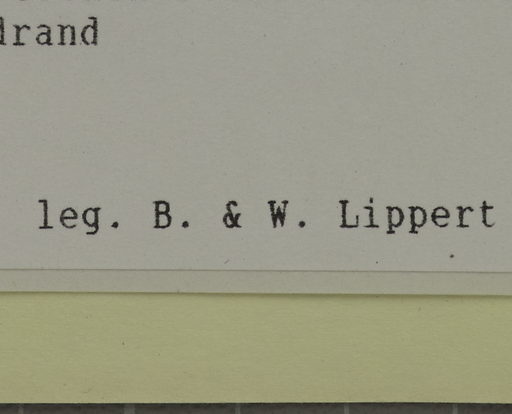 drand
leg. B. & W. Lippert